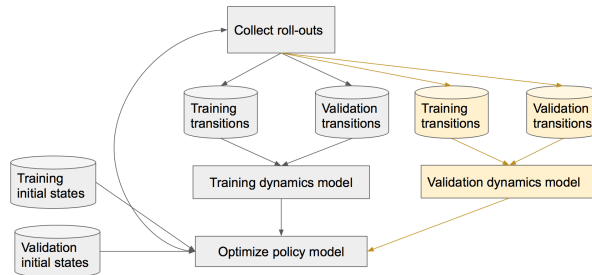 Collect roll-outs
Training
transitions
Validation
transitions
Training
transitions
Validation
transitions
Training
initial states
Training dynamics model
Validation dynamics model
Validation
initial states
Optimize policy model